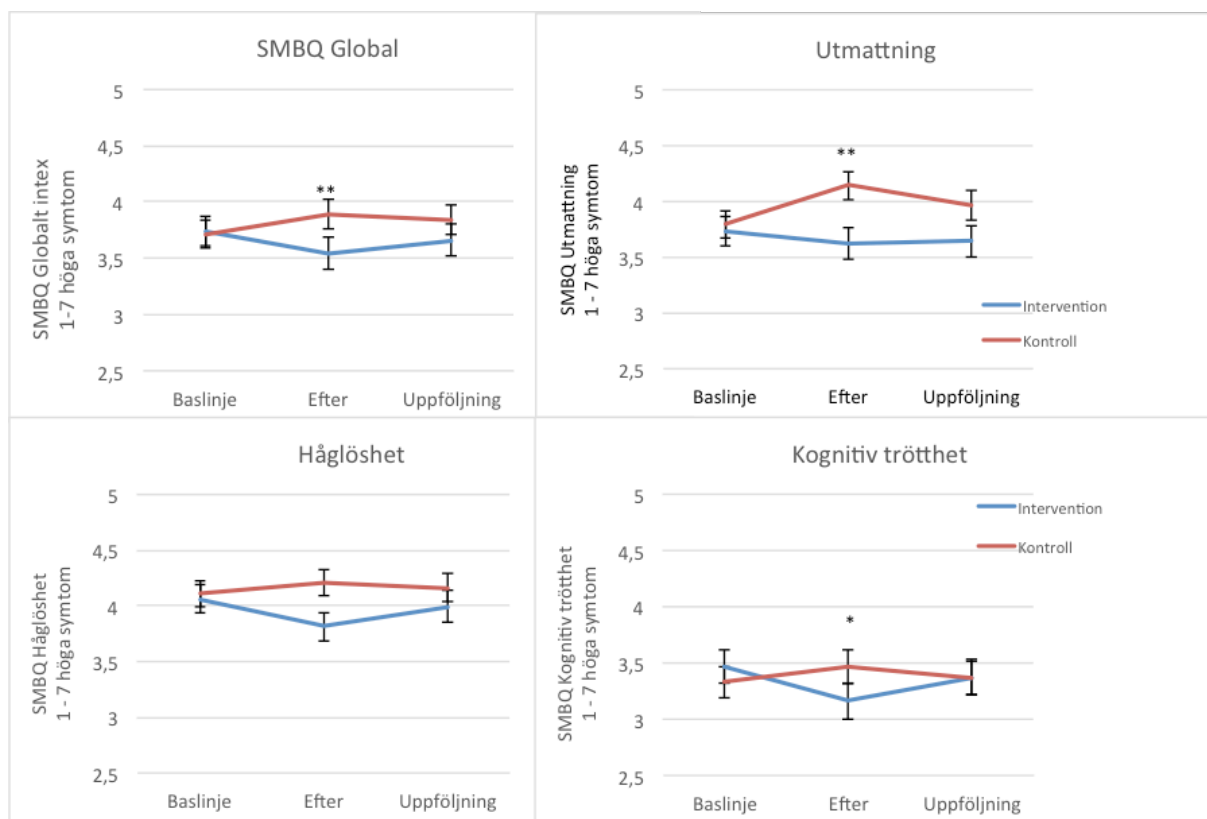 SMBQ Global
SMBQ Globalt intex
1-7 höga symtom
5
4,5
4
3,5
3
2,5
**
Baslinje
Efter
Uppföljning
Utmattning
SMBQ Utmattning
1 - 7 höga symtom
5
4,5
4
3,5
3
2,5
**
Intervention
Kontroll
Baslinje
Efter
Uppföljning
Håglöshet
SMBQ Håglöshet
1 - 7 höga symtom
5
4,5
4
3,5
3
2,5
Baslinje
Efter
Uppföljning
Kognitiv trötthet
SMBQ Kognitiv trötthet
1 - 7 höga symtom
5
4,5
4
3,5
3
2,5
*
Intervention
Kontroll
Baslinje
Efter
Uppföljning